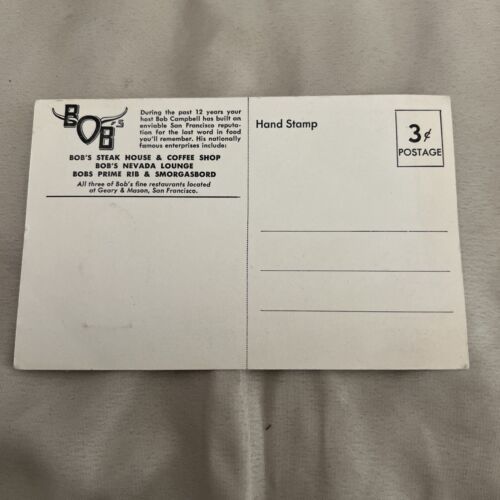 BOB's
During the past 12 years your
host Bob Campbell has built an
enviable San Francisco reputa-
tion for the last word in food
you'll remember. His nationally
famous enterprises include:
BOB'S STEAK HOUSE & COFFEE SHOP
BOB'S NEVADA LOUNGE
BOBS PRIME RIB & SMORGASBORD
All three of Bob's fine restaurants located
at Geary & Mason, San Francisco.
Hand Stamp
3¢
POSTAGE